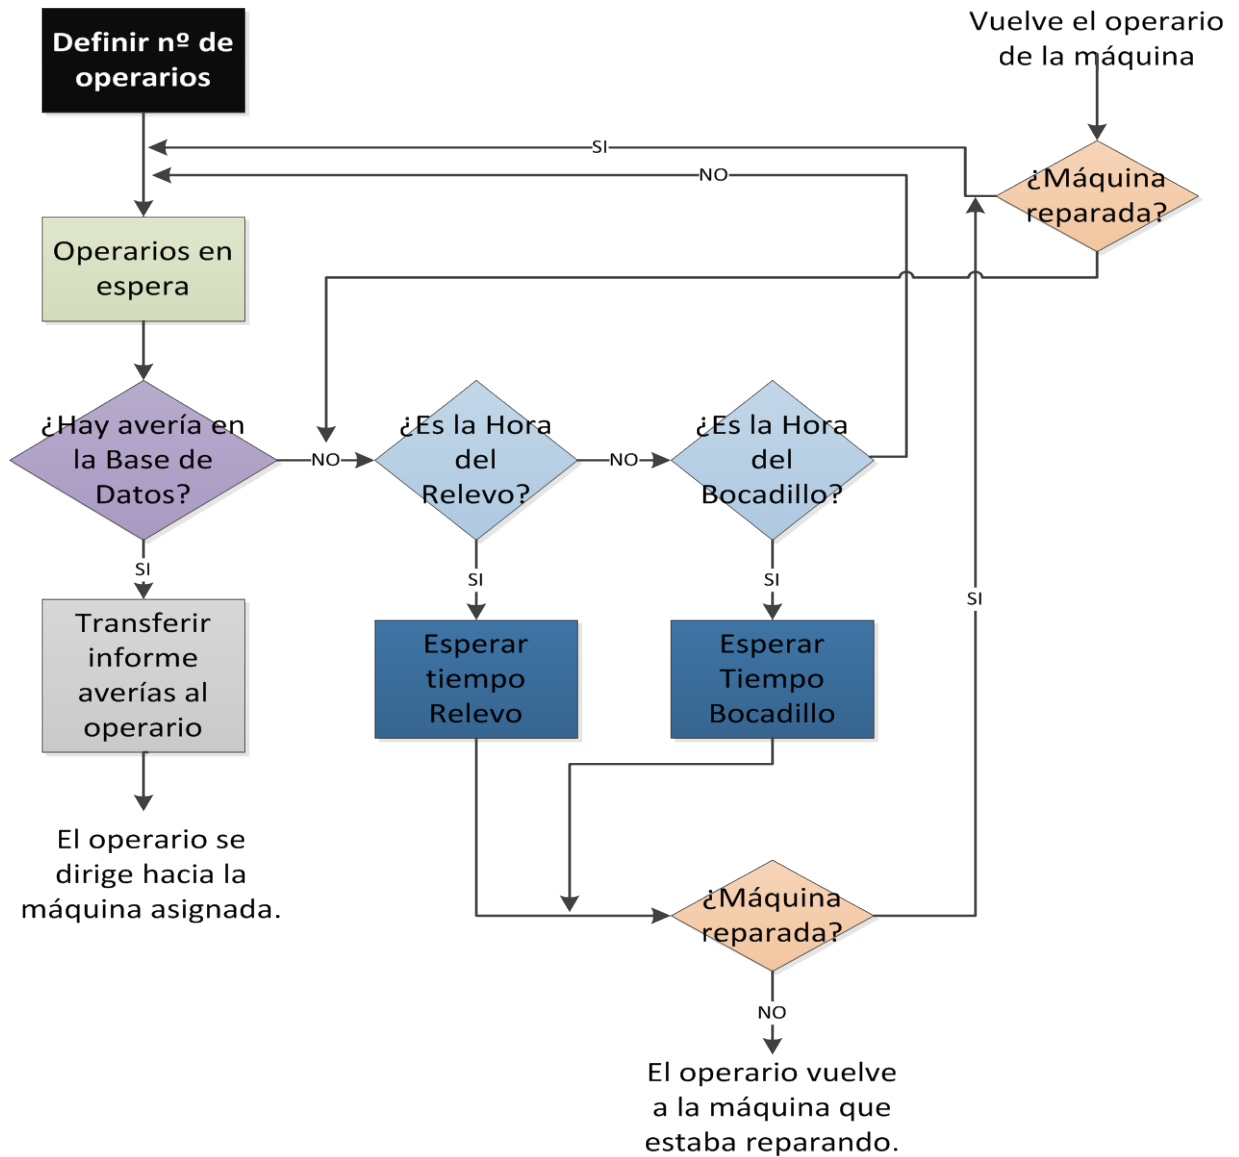 Definir nº de
operarios
Vuelve el operario
de la máquina
SI
NO
¿Máquina
reparada?
Operarios en
espera
¿Hay avería en
la Base de
Datos?
NO
¿Es la Hora
del
Relevo?
NO
¿Es la Hora
del
Bocadillo?
SI
SI
SI
SI
Transferir
informe
averías al
operario
Esperar
tiempo
Relevo
Esperar
Tiempo
Bocadillo
El operario se
dirige hacia la
máquina asignada.
¿Máquina
reparada?
NO
El operario vuelve
a la máquina que
estaba reparando.